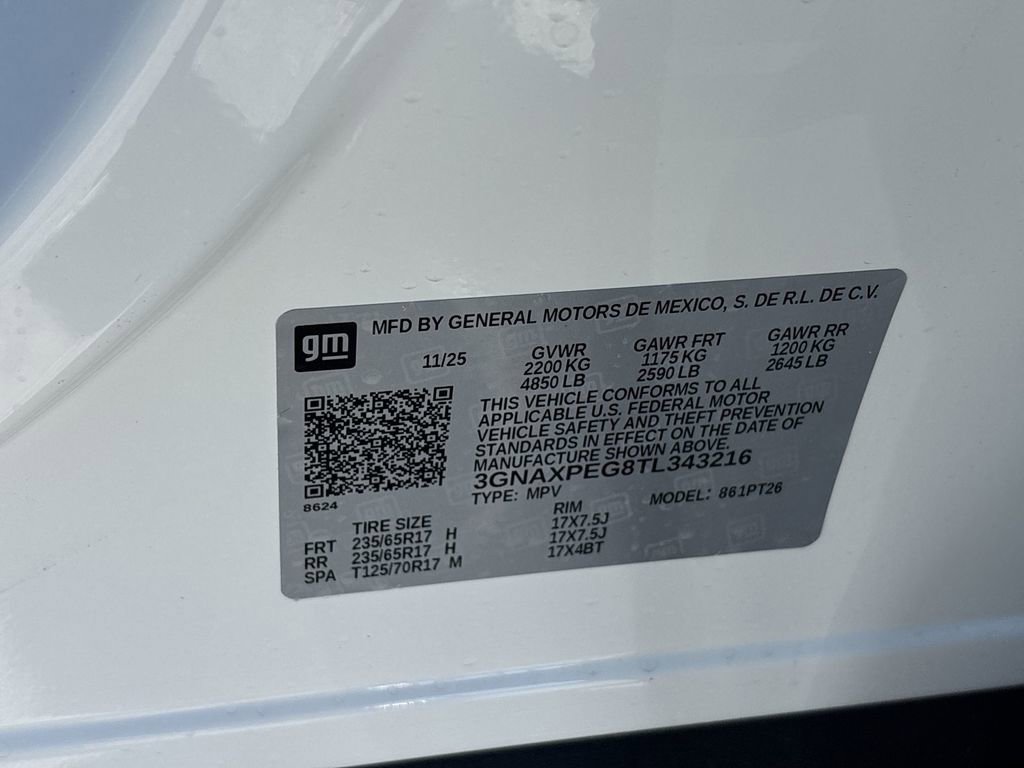 gm
MFD BY GENERAL MOTORS DE MEXICO, S. DE R.L. DE C.V.
11/25
GVWR
2200 KG
4850 LB
GAWR FRT
1175 KG
2590 LB
GAWR RR
1200 KG
2645 LB
THIS VEHICLE CONFORMS TO ALL
APPLICABLE U.S. FEDERAL MOTOR
VEHICLE SAFETY AND THEFT PREVENTION
STANDARDS IN EFFECT ON THE DATE OF
MANUFACTURE SHOWN ABOVE.
3GNAXPEG8TL343216
TYPE: MPV MODEL: 861PT26
8624
TIRE SIZE RIM
FRT 235/65R17 H 17X7.5J
RR 235/65R17 H 17X7.5J
SPA T125/70R17 M 17X4BT